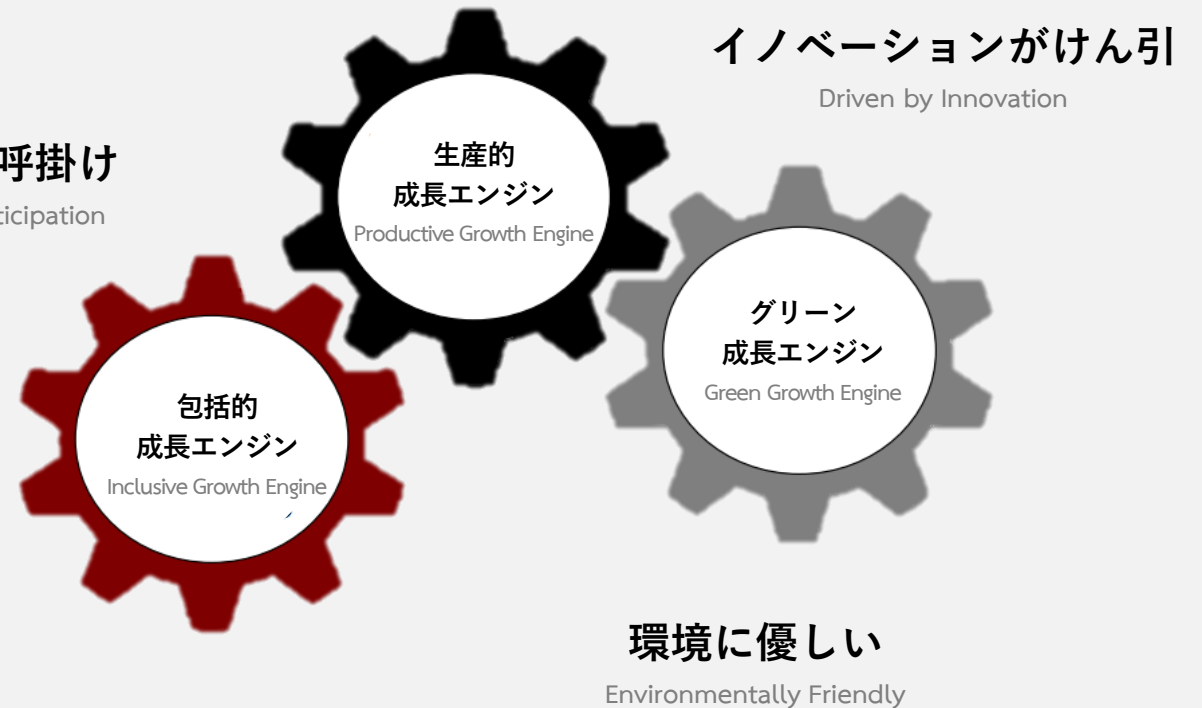 イノベーションがけん引
Driven by Innovation
呼掛け
生産的
成長エンジン
Productive Growth Engine
グリーン
成長エンジン
Green Growth Engine
包括的
成長エンジン
Inclusive Growth Engine
環境に優しい
Environmentally Friendly